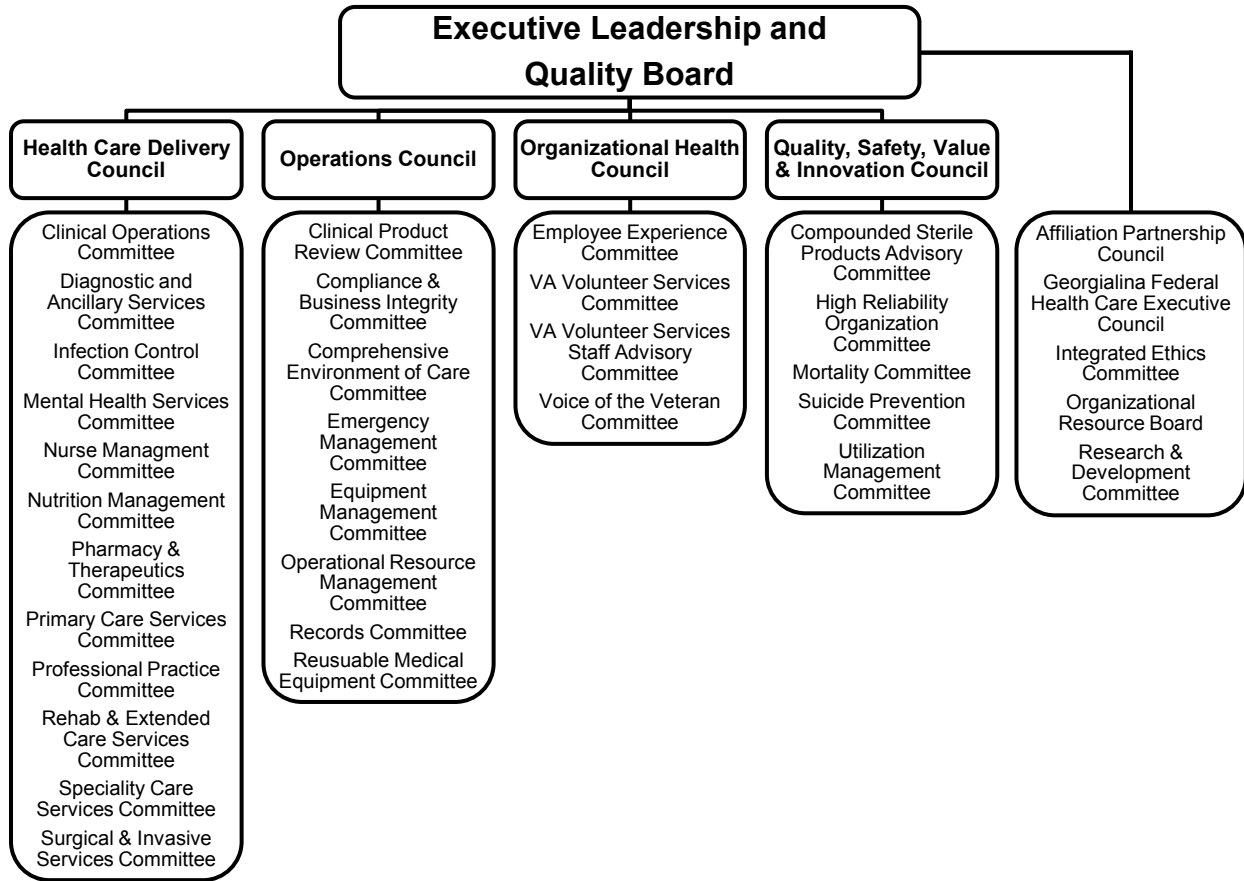 Executive Leadership and
Quality Board
Health Care Delivery
Council
Operations Council
Organizational Health
Council
Quality, Safety, Value
& Innovation Council
Clinical Operations
Committee
Diagnostic and
Ancillary Services
Committee
Infection Control
Committee
Mental Health Services
Committee
Nurse Managment
Committee
Nutrition Management
Committee
Pharmacy &
Therapeutics
Committee
Primary Care Services
Committee
Professional Practice
Committee
Rehab & Extended
Care Services
Committee
Speciality Care
Services Committee
Surgical & Invasive
Services Committee
Clinical Product
Review Committee
Compliance &
Business Integrity
Committee
Comprehensive
Environment of Care
Committee
Emergency
Management
Committee
Equipment
Management
Committee
Operational Resource
Management
Committee
Records Committee
Reusuable Medical
Equipment Committee
Employee Experience
Committee
VA Volunteer Services
Committee
VA Volunteer Services
Staff Advisory
Committee
Voice of the Veteran
Committee
Compounded Sterile
Products Advisory
Committee
High Reliability
Organization
Committee
Mortality Committee
Suicide Prevention
Committee
Utilization
Management
Committee
Affiliation Partnership
Council
Georgialina Federal
Health Care Executive
Council
Integrated Ethics
Committee
Organizational
Resource Board
Research &
Development
Committee